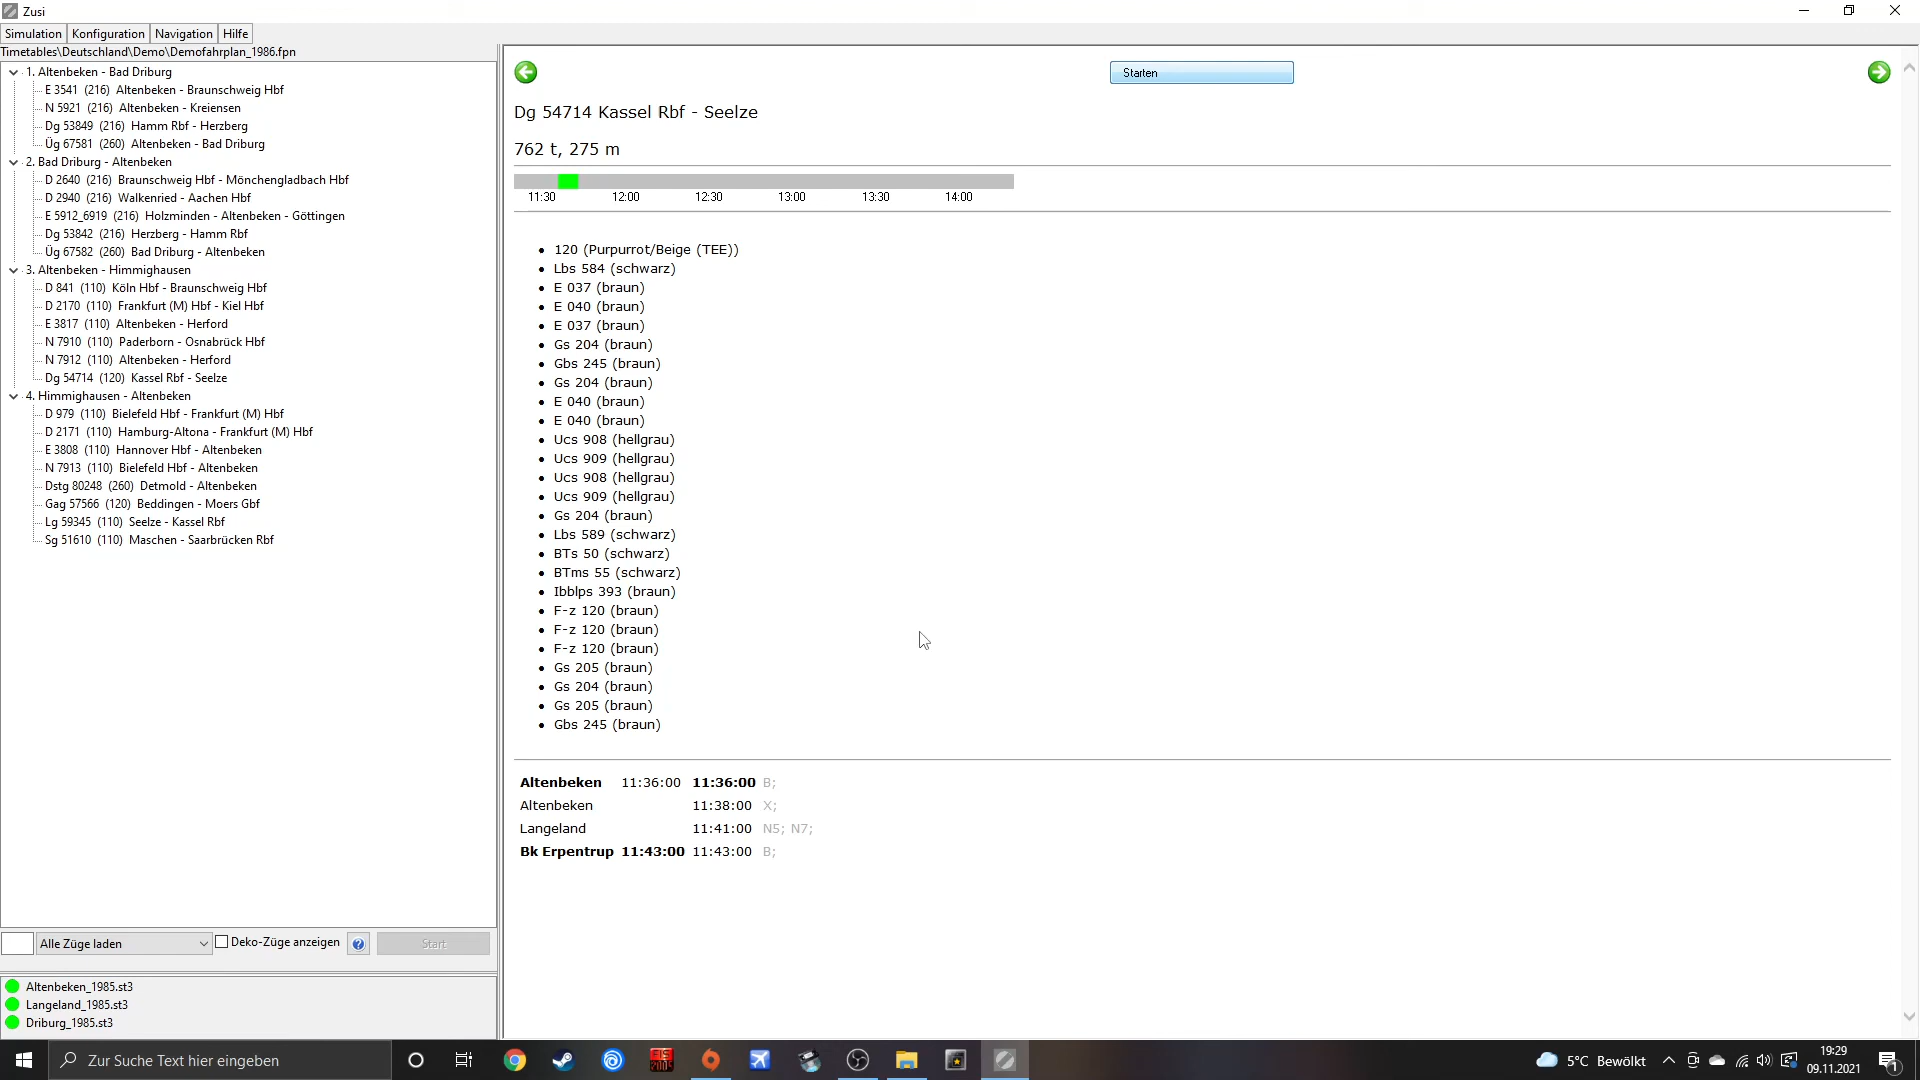 Zusi
Simulation Konfiguration Navigation Hilfe
Timetables\Deutschland\Demo\Demofahrplan_1986.fpn
1. Altenbeken - Bad Driburg
E 3541 (216) Altenbeken - Braunschweig Hbf
N 5921 (216) Altenbeken - Kreiensen
Dg 53849 (216) Hamm Rbf - Herzberg
Üg 67581 (260) Altenbeken - Bad Driburg
2. Bad Driburg - Altenbeken
D 2640 (216) Braunschweig Hbf - Mönchengladbach Hbf
D 2940 (216) Walkenried - Aachen Hbf
E 5912_6919 (216) Holzminden - Altenbeken - Göttingen
Dg 53842 (216) Herzberg - Hamm Rbf
Üg 67582 (260) Bad Driburg - Altenbeken
3. Altenbeken - Himmighausen
D 841 (110) Köln Hbf - Braunschweig Hbf
D 2170 (110) Frankfurt (M) Hbf - Kiel Hbf
E 3817 (110) Altenbeken - Herford
N 7910 (110) Paderborn - Osnabrück Hbf
N 7912 (110) Altenbeken - Herford
Dg 54714 (120) Kassel Rbf - Seelze
4. Himmighausen - Altenbeken
D 979 (110) Bielefeld Hbf - Frankfurt (M) Hbf
D 2171 (110) Hamburg-Altona - Frankfurt (M) Hbf
E 3808 (110) Hannover Hbf - Altenbeken
N 7913 (110) Bielefeld Hbf - Altenbeken
Dstg 80248 (260) Detmold - Altenbeken
Gag 57566 (120) Beddingen - Moers Gbf
Lg 59345 (110) Seelze - Kassel Rbf
Sg 51610 (110) Maschen - Saarbrücken Rbf
Alle Züge laden Deko-Züge anzeigen ? Start
Altenbeken_1985.st3
Langeland_1985.st3
Driburg_1985.st3
Starten
Dg 54714 Kassel Rbf - Seelze
762 t, 275 m
11:30 12:00 12:30 13:00 13:30 14:00
• 120 (Purpurrot/Beige (TEE))
• Lbs 584 (schwarz)
• E 037 (braun)
• E 040 (braun)
• E 037 (braun)
• Gs 204 (braun)
• Gbs 245 (braun)
• Gs 204 (braun)
• E 040 (braun)
• E 040 (braun)
• Ucs 908 (hellgrau)
• Ucs 909 (hellgrau)
• Ucs 908 (hellgrau)
• Ucs 909 (hellgrau)
• Gs 204 (braun)
• Lbs 589 (schwarz)
• BTs 50 (schwarz)
• BTms 55 (schwarz)
• Ibblps 393 (braun)
• F-z 120 (braun)
• F-z 120 (braun)
• F-z 120 (braun)
• Gs 205 (braun)
• Gs 204 (braun)
• Gs 205 (braun)
• Gbs 245 (braun)
Altenbeken 11:36:00 11:36:00 B;
Altenbeken 11:38:00 X;
Langeland 11:41:00 N5; N7;
Bk Erpentrup 11:43:00 11:43:00 B;
Zur Suche Text hier eingeben
5°C Bewölkt
19:29
09.11.2021
1